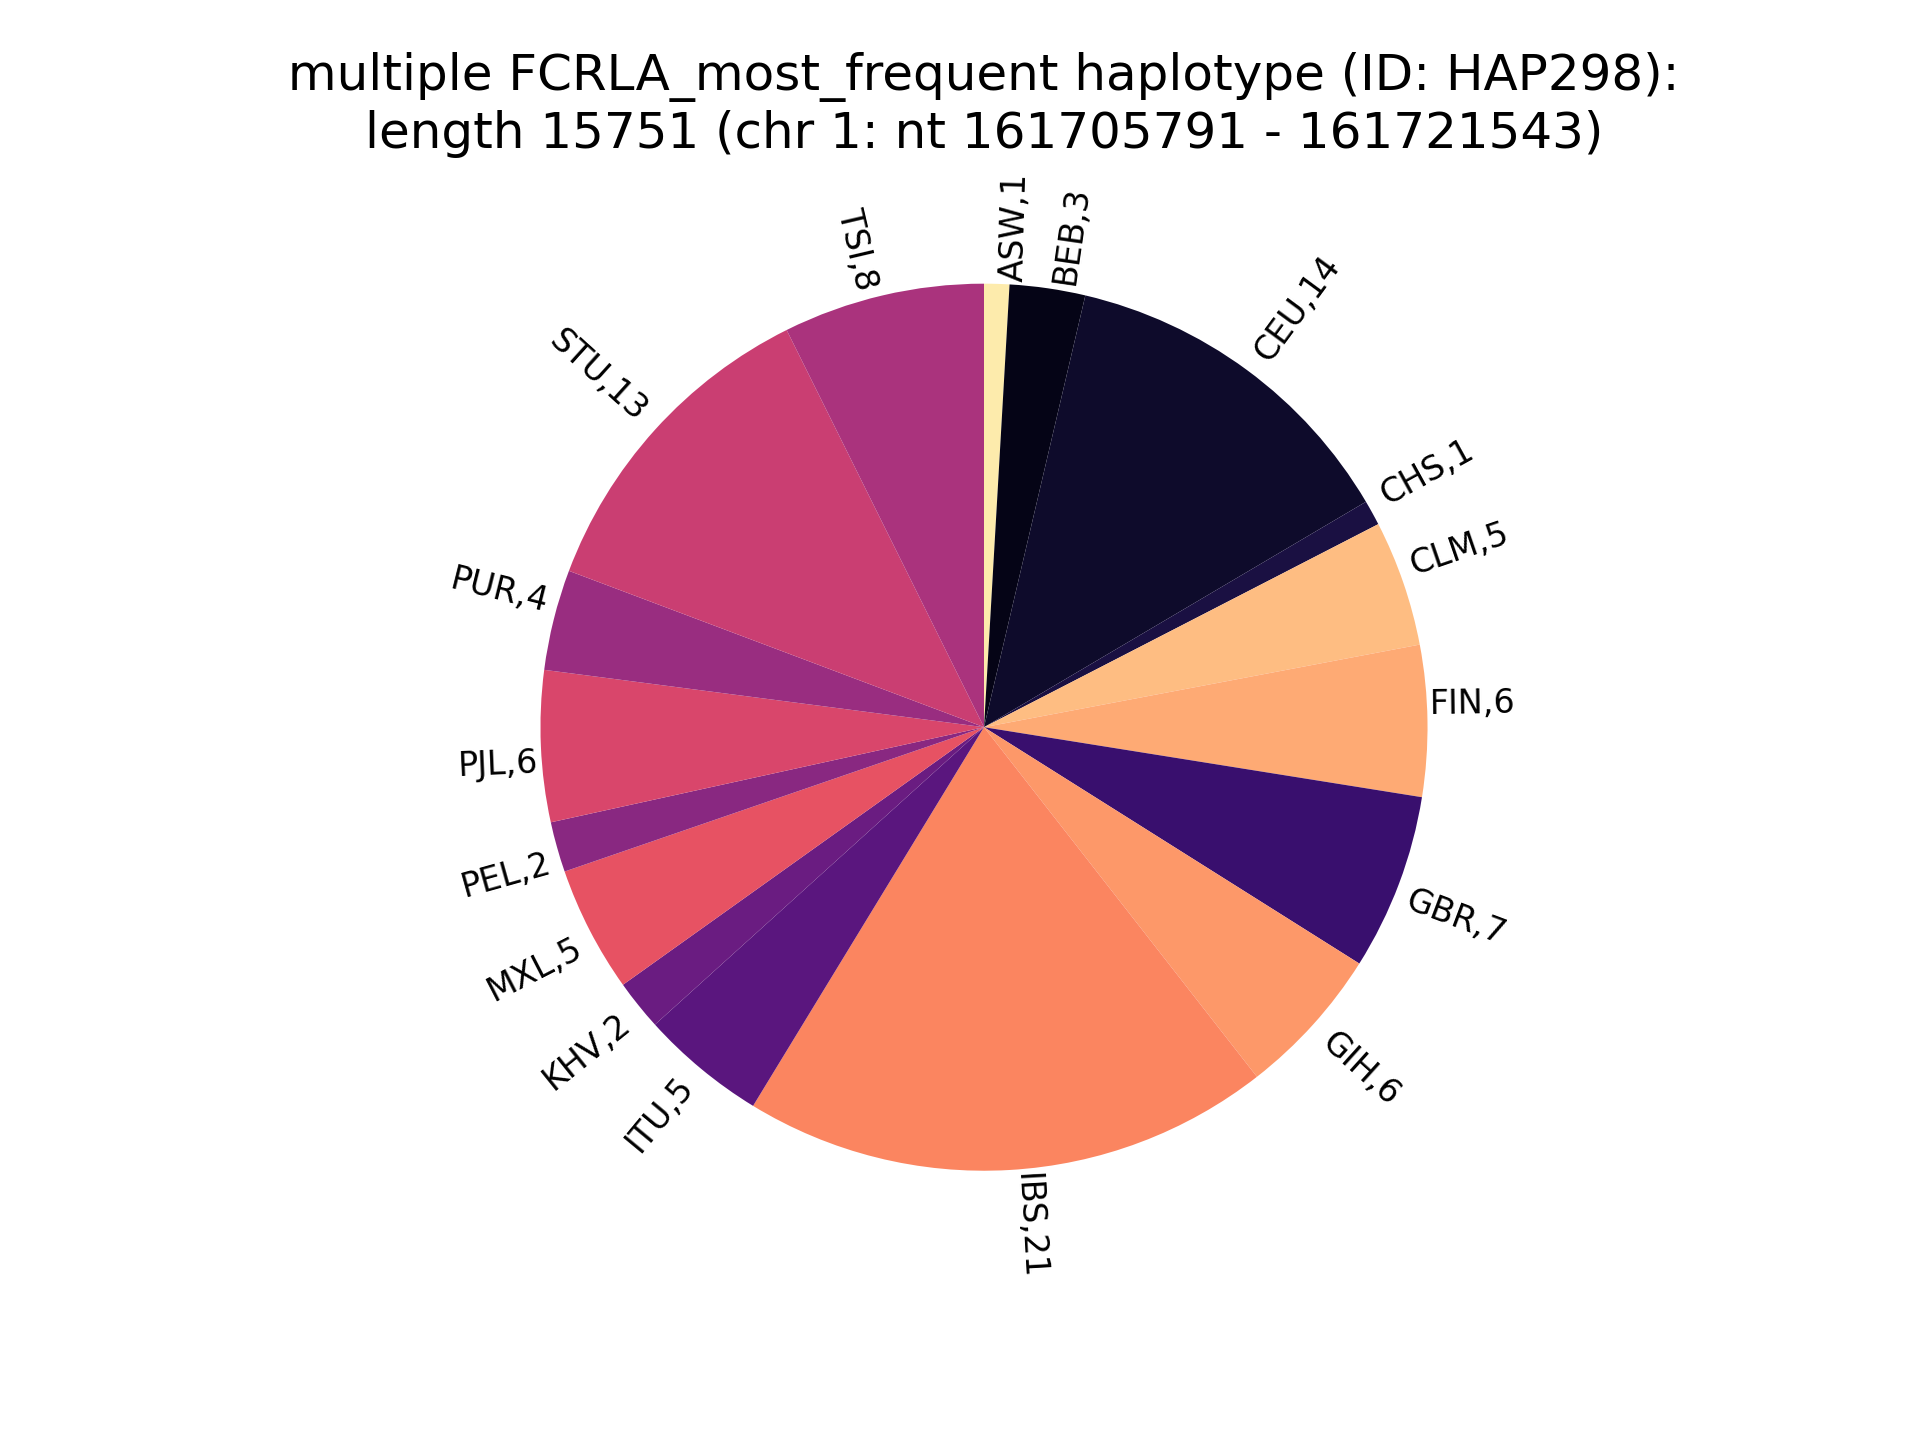 multiple FCRLA_most_frequent haplotype (ID: HAP298):
length 15751 (chr 1: nt 161705791 - 161721543)
ASW,1
BEB,3
CEU,14
CHS,1
CLM,5
FIN,6
GBR,7
GIH,6
IBS,21
ITU,5
KHV,2
MXL,5
PEL,2
PJL,6
PUR,4
STU,13
TSI,8